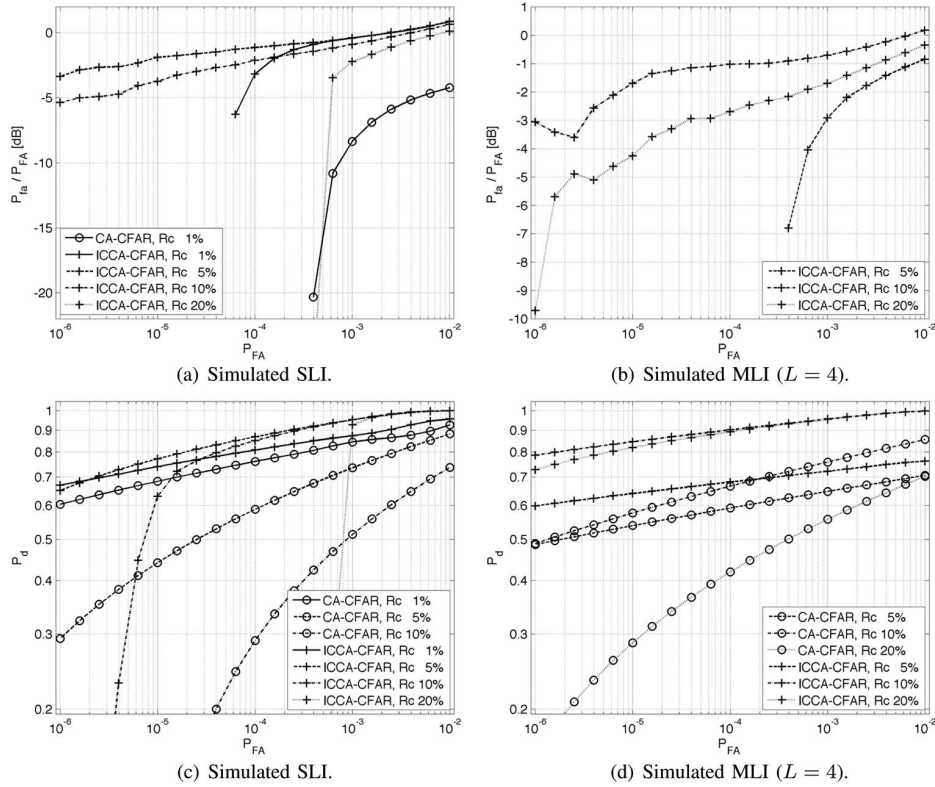 0
-5
-10
-15
-20
P_fa / P_FA [dB]
CA-CFAR, Rc 1%
ICCA-CFAR, Rc 1%
ICCA-CFAR, Rc 5%
ICCA-CFAR, Rc 10%
ICCA-CFAR, Rc 20%
10^-6 10^-5 10^-4 10^-3 10^-2
P_FA
(a) Simulated SLI.
1
0
-1
-2
-3
-4
-5
-6
-7
-8
-9
-10
P_fa / P_FA [dB]
ICCA-CFAR, Rc 5%
ICCA-CFAR, Rc 10%
ICCA-CFAR, Rc 20%
10^-6 10^-5 10^-4 10^-3 10^-2
P_FA
(b) Simulated MLI (L = 4).
1
0.9
0.8
0.7
0.6
0.5
0.4
0.3
0.2
P_d
CA-CFAR, Rc 1%
CA-CFAR, Rc 5%
CA-CFAR, Rc 10%
ICCA-CFAR, Rc 1%
ICCA-CFAR, Rc 5%
ICCA-CFAR, Rc 10%
ICCA-CFAR, Rc 20%
10^-6 10^-5 10^-4 10^-3 10^-2
P_FA
(c) Simulated SLI.
1
0.9
0.8
0.7
0.6
0.5
0.4
0.3
0.2
P_d
CA-CFAR, Rc 5%
CA-CFAR, Rc 10%
CA-CFAR, Rc 20%
ICCA-CFAR, Rc 5%
ICCA-CFAR, Rc 10%
ICCA-CFAR, Rc 20%
10^-6 10^-5 10^-4 10^-3 10^-2
P_FA
(d) Simulated MLI (L = 4).